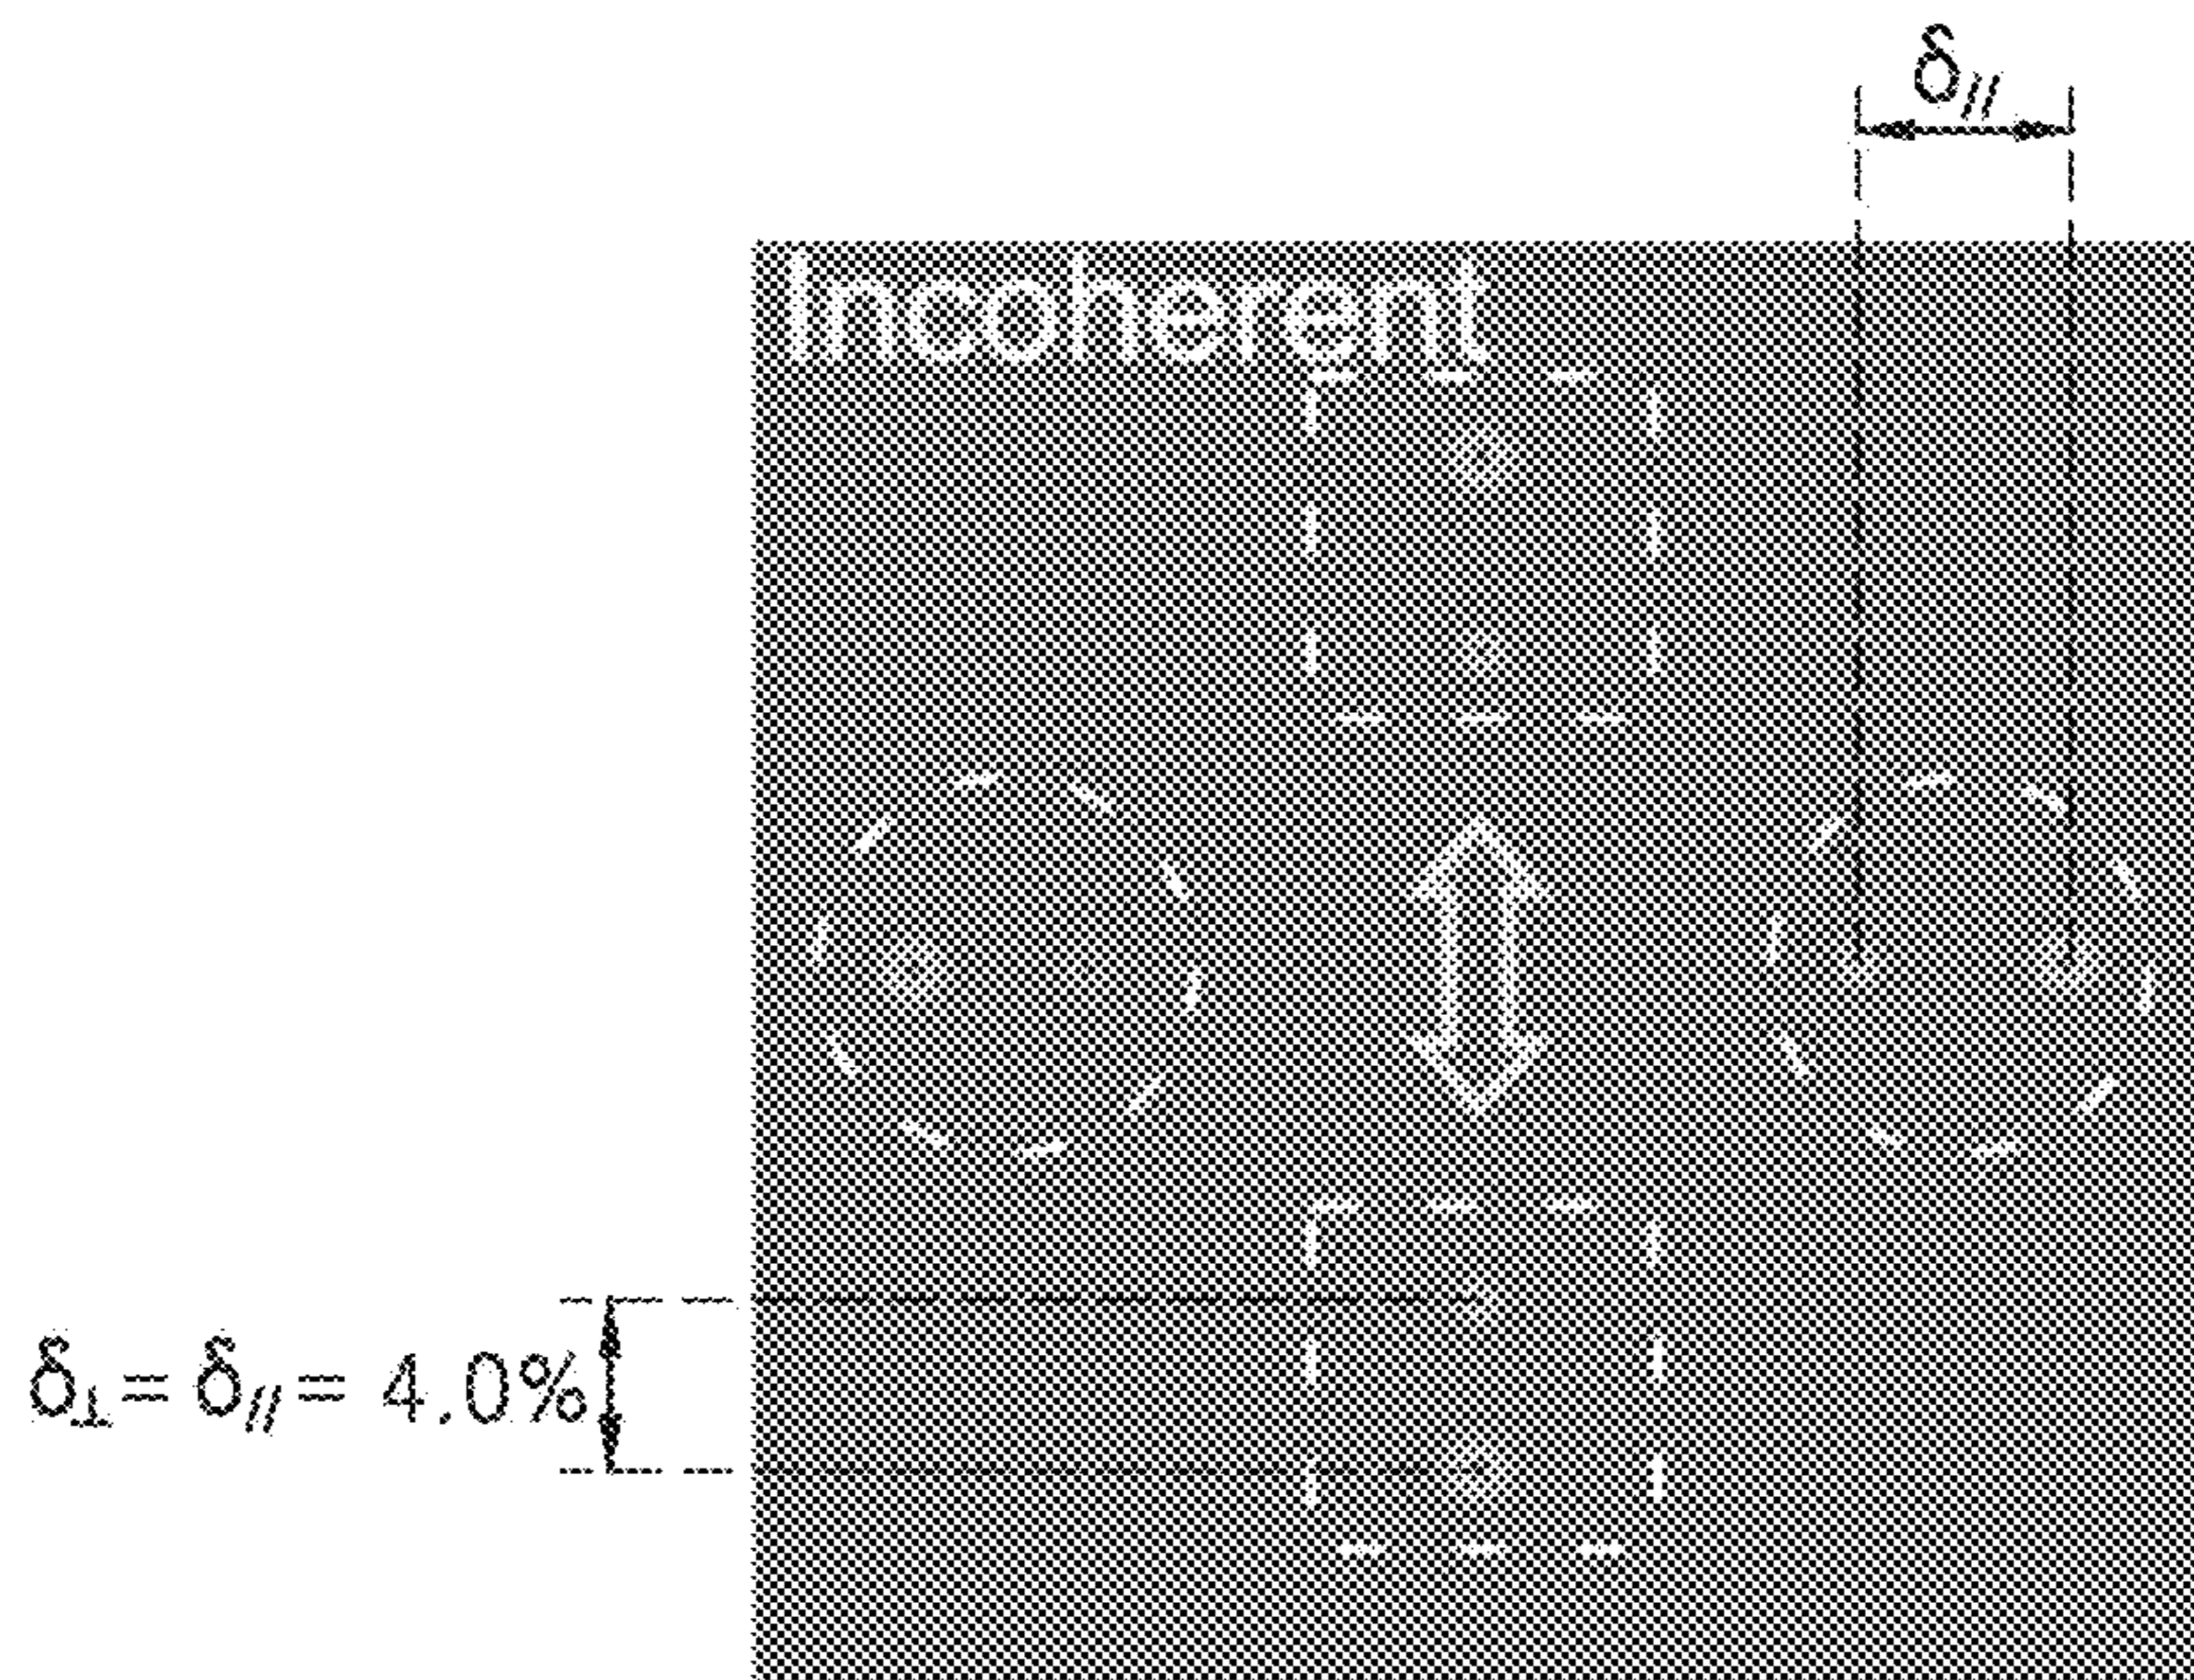 δ//
Incoherent
δ⊥ = δ// = 4.0%